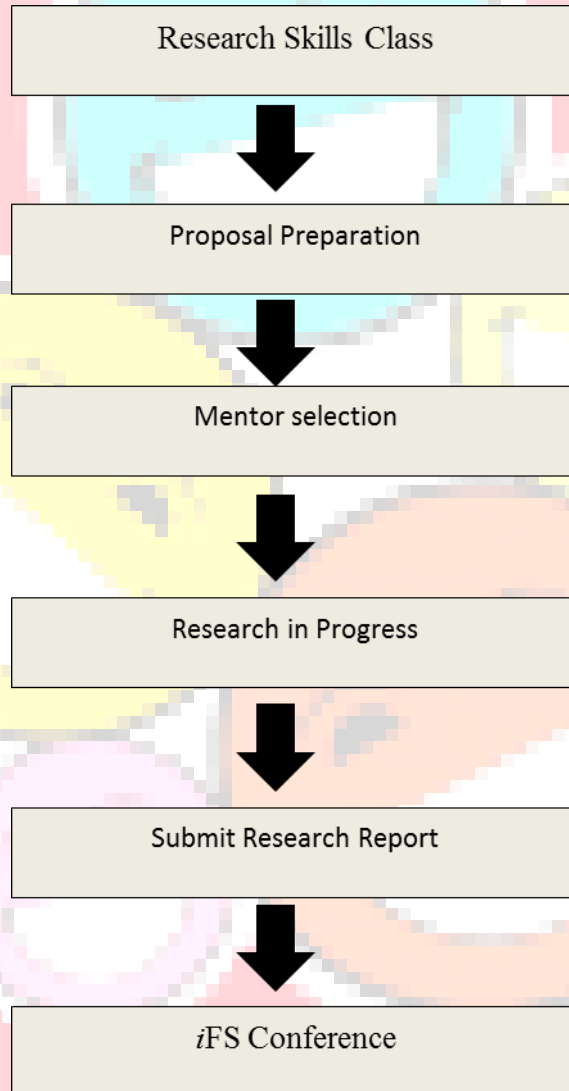 Research Skills Class
Proposal Preparation
Mentor selection
Research in Progress
Submit Research Report
iFS Conference